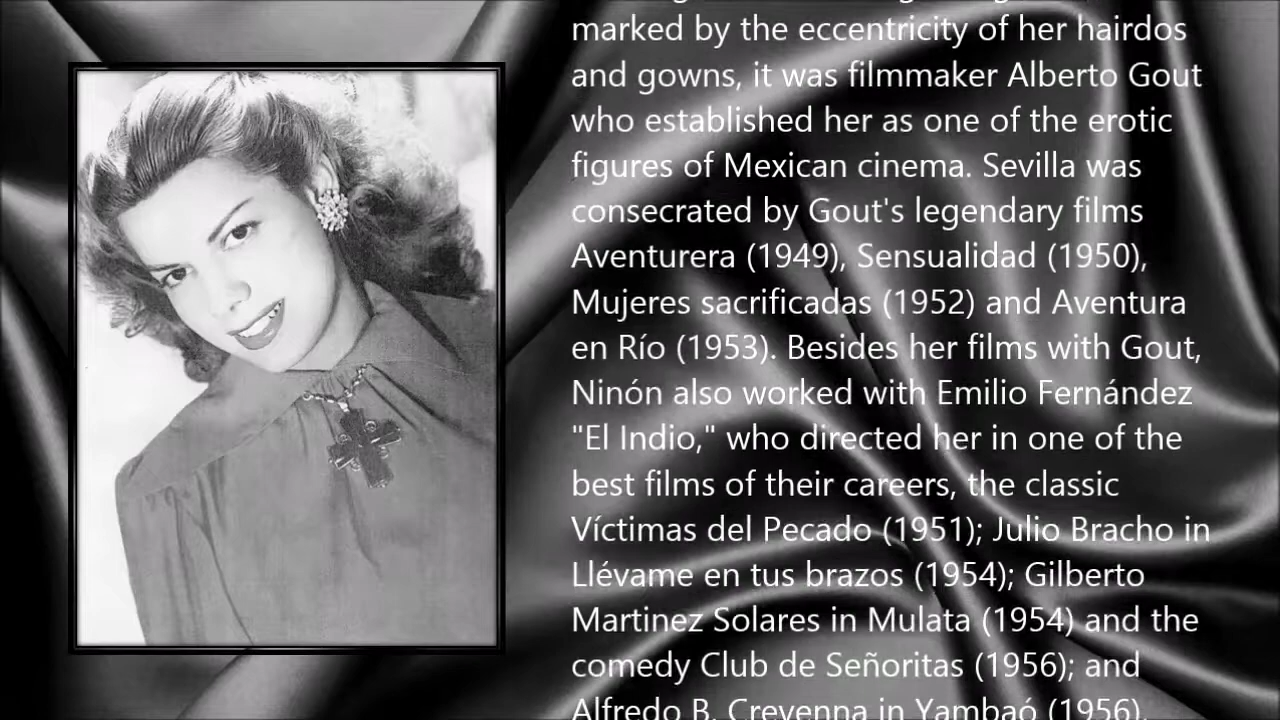 marked by the eccentricity of her hairdos
and gowns, it was filmmaker Alberto Gout
who established her as one of the erotic
figures of Mexican cinema. Sevilla was
consecrated by Gout's legendary films
Aventurera (1949), Sensualidad (1950),
Mujeres sacrificadas (1952) and Aventura
en Río (1953). Besides her films with Gout,
Ninón also worked with Emilio Fernández
"El Indio," who directed her in one of the
best films of their careers, the classic
Víctimas del Pecado (1951); Julio Bracho in
Llévame en tus brazos (1954); Gilberto
Martinez Solares in Mulata (1954) and the
comedy Club de Señoritas (1956); and
Alfredo B. Crevenna in Yambaó (1956).